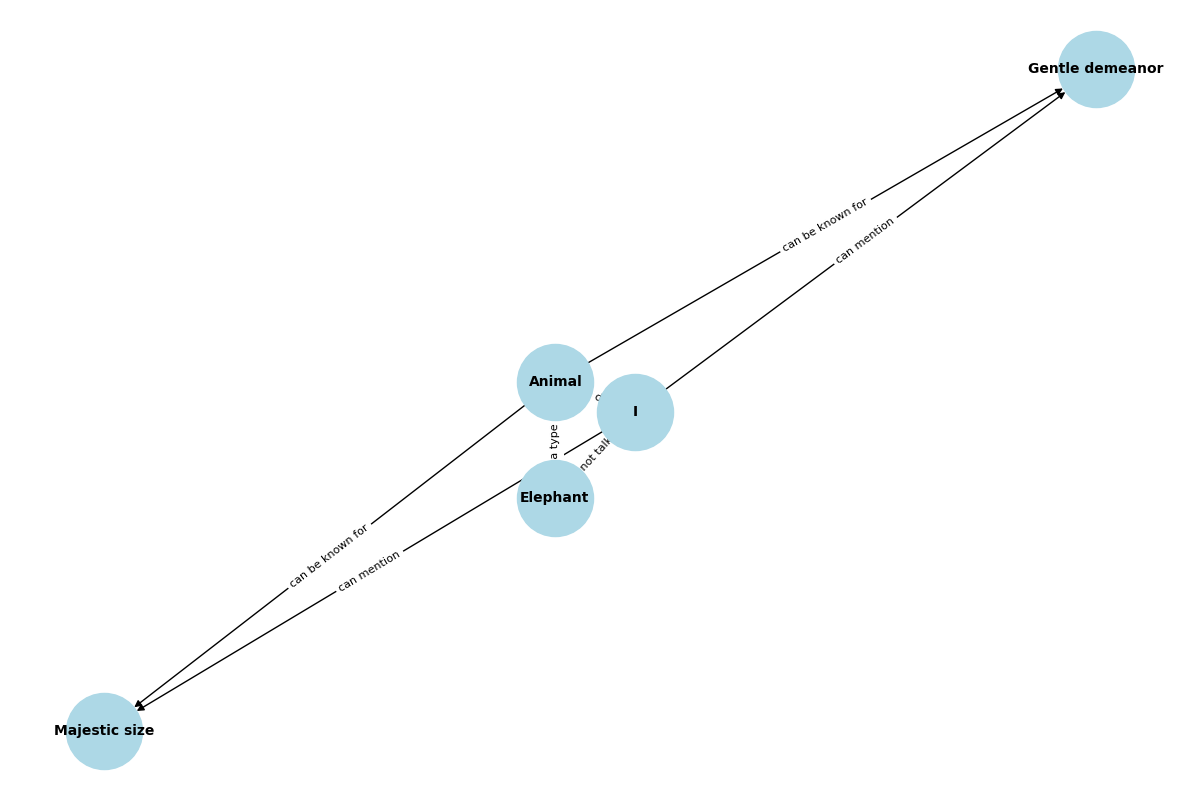 Gentle demeanor
can be known for
can mention
Animal
I
a type
not talk
Elephant
can be known for
can mention
Majestic size